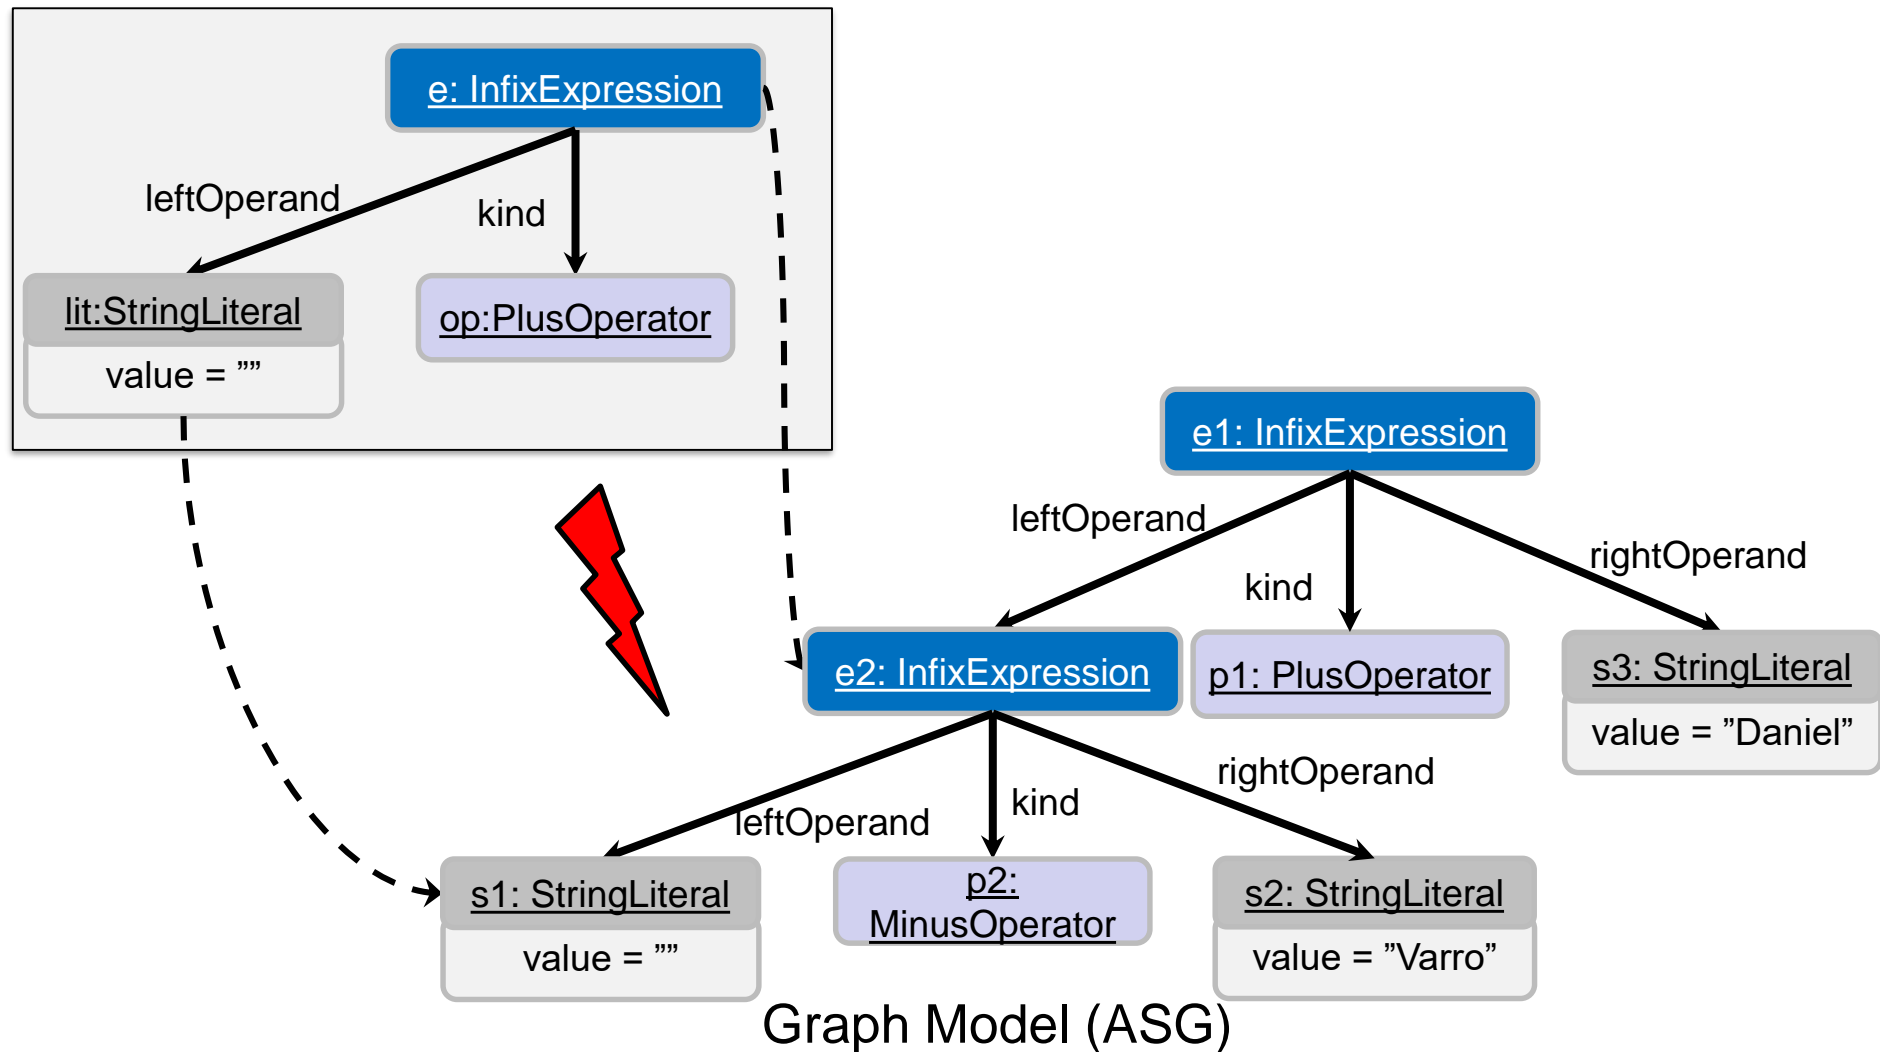 e: InfixExpression
leftOperand
kind
lit:StringLiteral
op:PlusOperator
value = ””
e1: InfixExpression
leftOperand
kind
rightOperand
e2: InfixExpression
p1: PlusOperator
s3: StringLiteral
value = ”Daniel”
leftOperand
kind
rightOperand
s1: StringLiteral
p2:
MinusOperator
s2: StringLiteral
value = ””
value = ”Varro”
Graph Model (ASG)